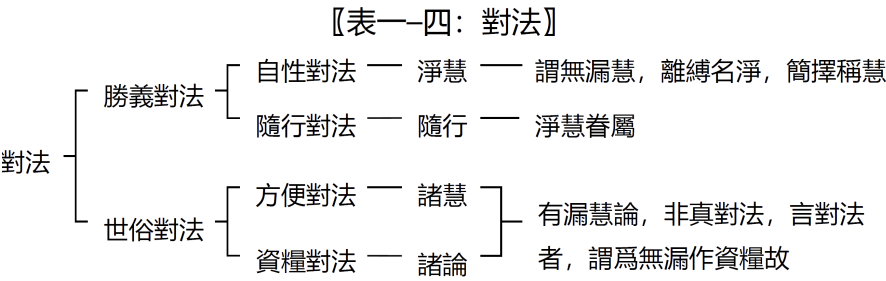 〖表一–四：對法〗
自性對法 淨慧 謂無漏慧，離縛名淨，簡擇稱慧
勝義對法
隨行對法 隨行 淨慧眷屬
對法
方便對法 諸慧
有漏慧論，非真對法，言對法
世俗對法
者，謂爲無漏作資糧故
資糧對法 諸論